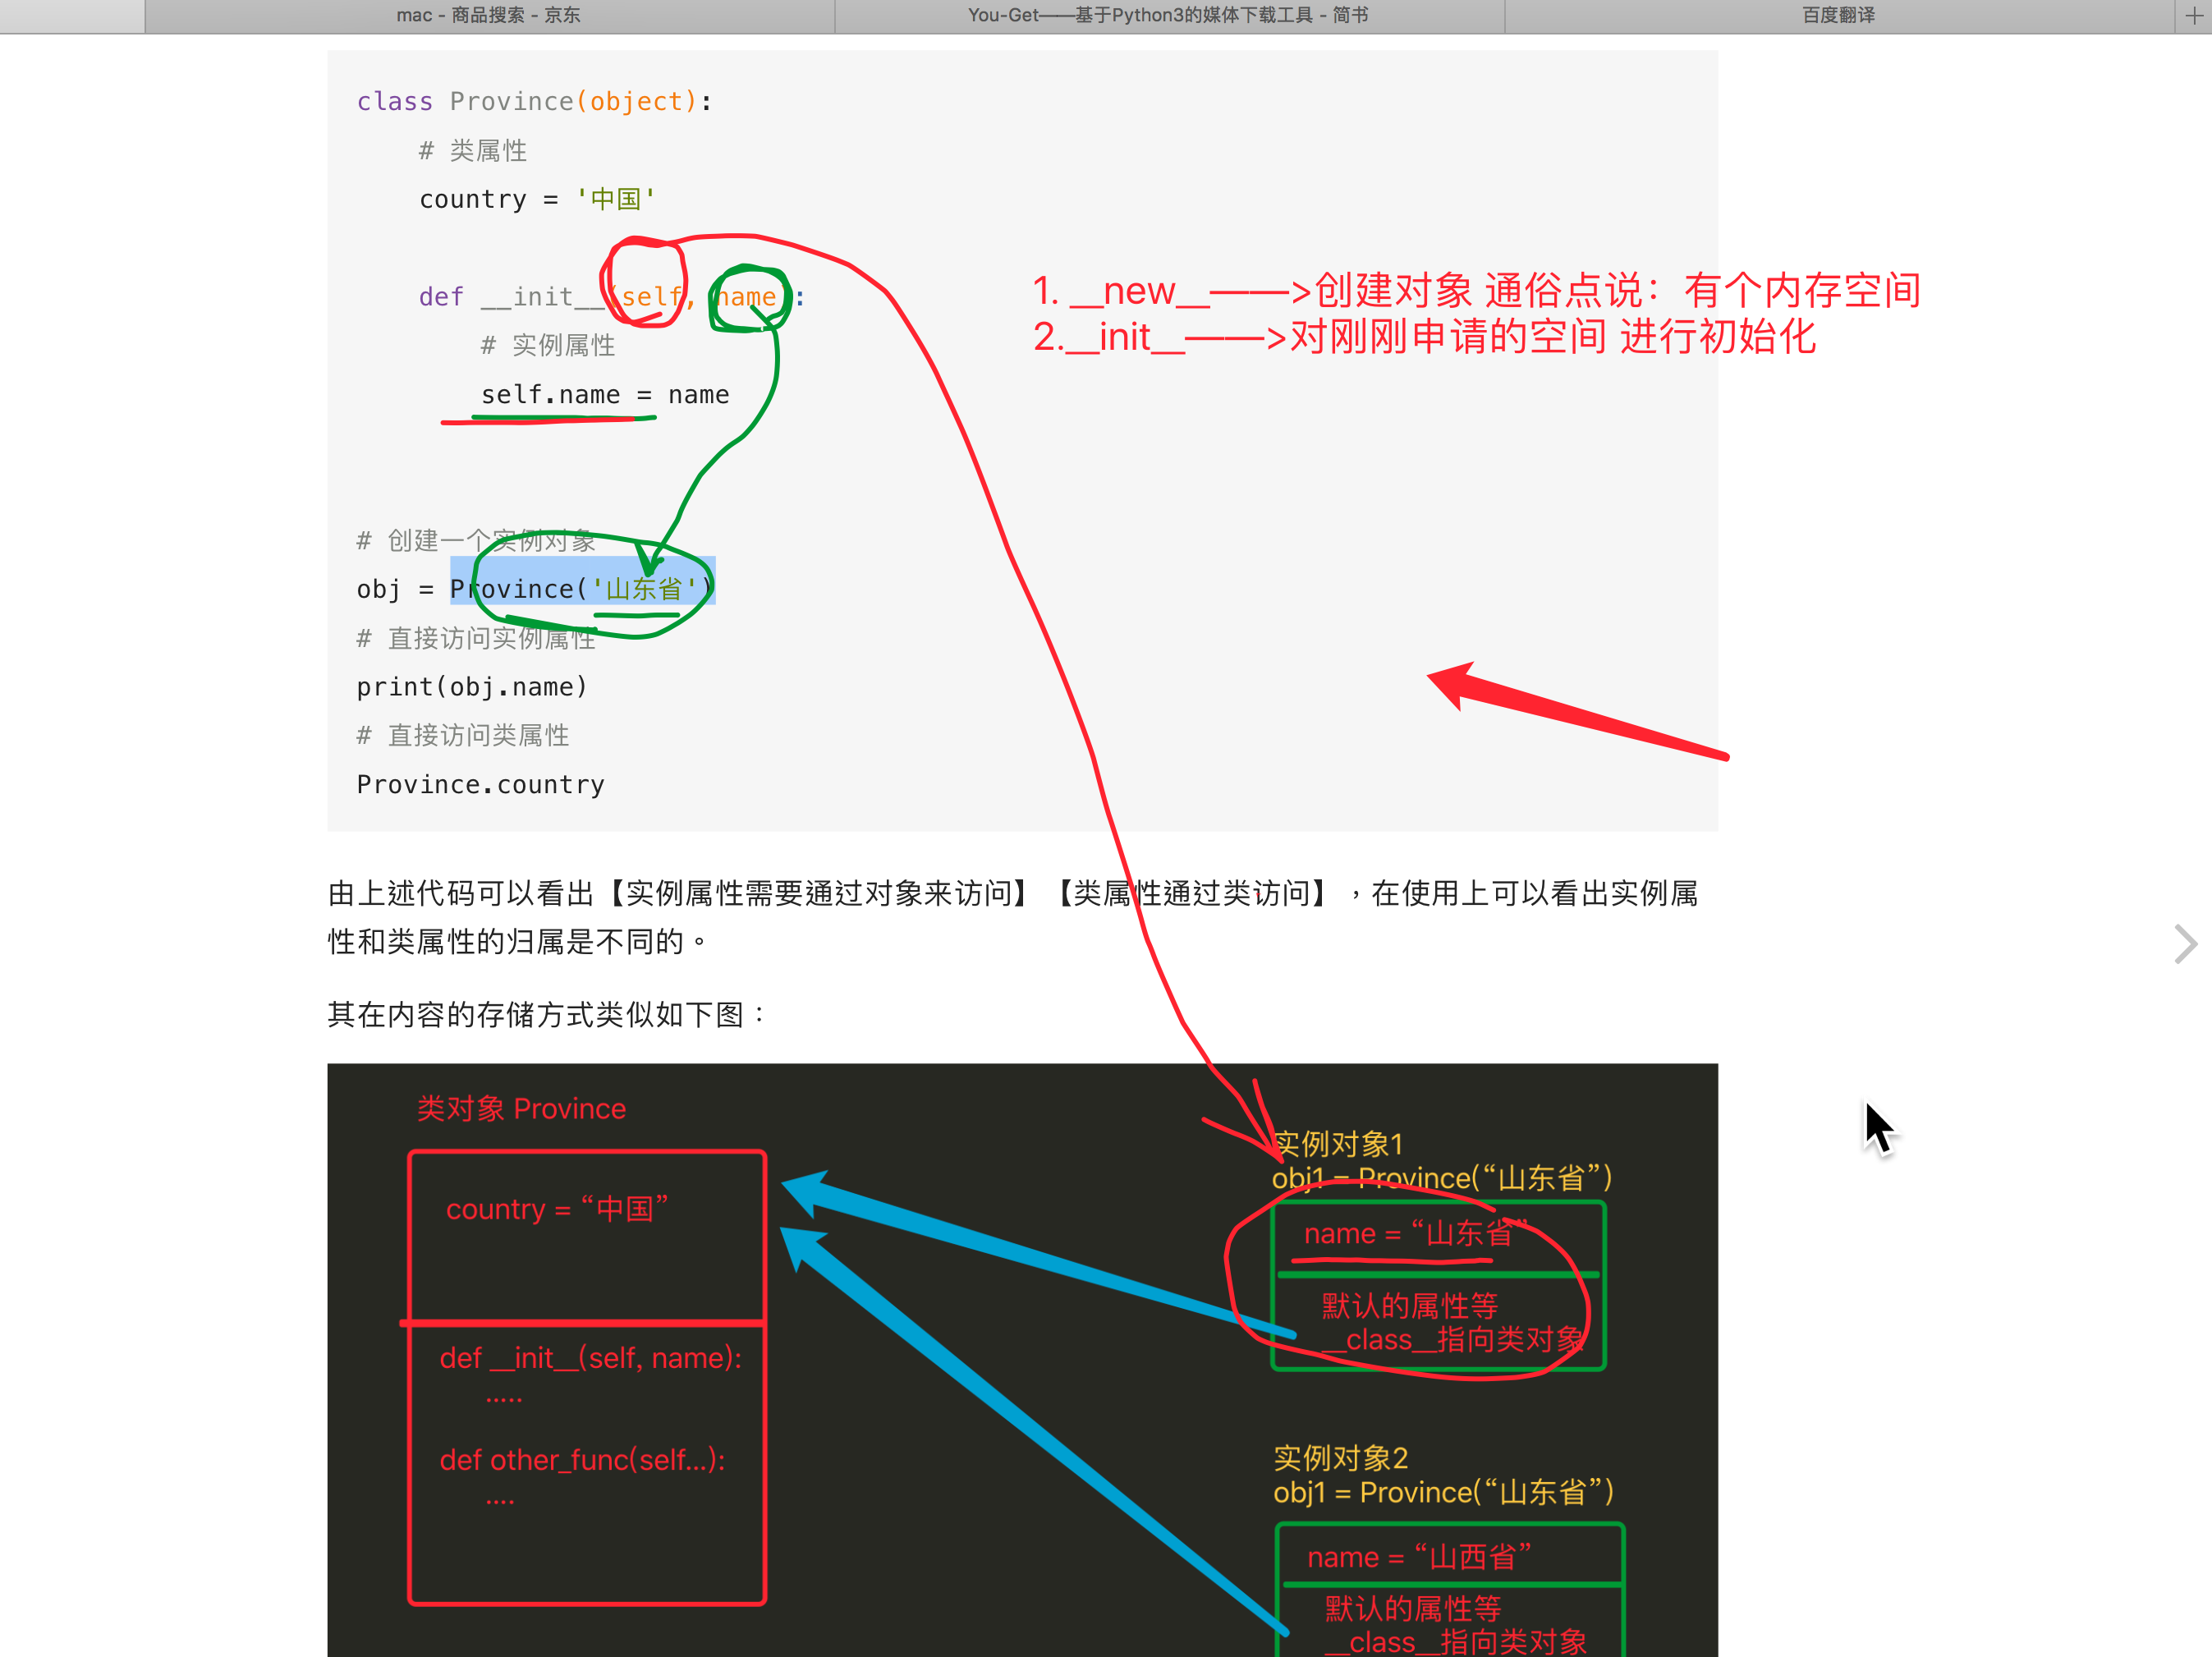 mac - 商品搜索 - 京东
You-Get——基于Python3的媒体下载工具 - 简书
百度翻译
class Province(object):
# 类属性
country = '中国'
def __init__(self, name):
# 实例属性
self.name = name
1. __new__——>创建对象 通俗点说：有个内存空间
2.__init__——>对刚刚申请的空间 进行初始化
# 创建一个实例对象
obj = Province('山东省')
# 直接访问实例属性
print(obj.name)
# 直接访问类属性
Province.country
由上述代码可以看出【实例属性需要通过对象来访问】【类属性通过类访问】，在使用上可以看出实例属
性和类属性的归属是不同的。
其在内容的存储方式类似如下图：
类对象 Province
country = “中国”
def __init__(self, name):
.....
def other_func(self...):
....
实例对象1
obj1 = Province(“山东省”)
name = “山东省”
默认的属性等
__class__指向类对象
实例对象2
obj1 = Province(“山东省”)
name = “山西省”
默认的属性等
__class__指向类对象